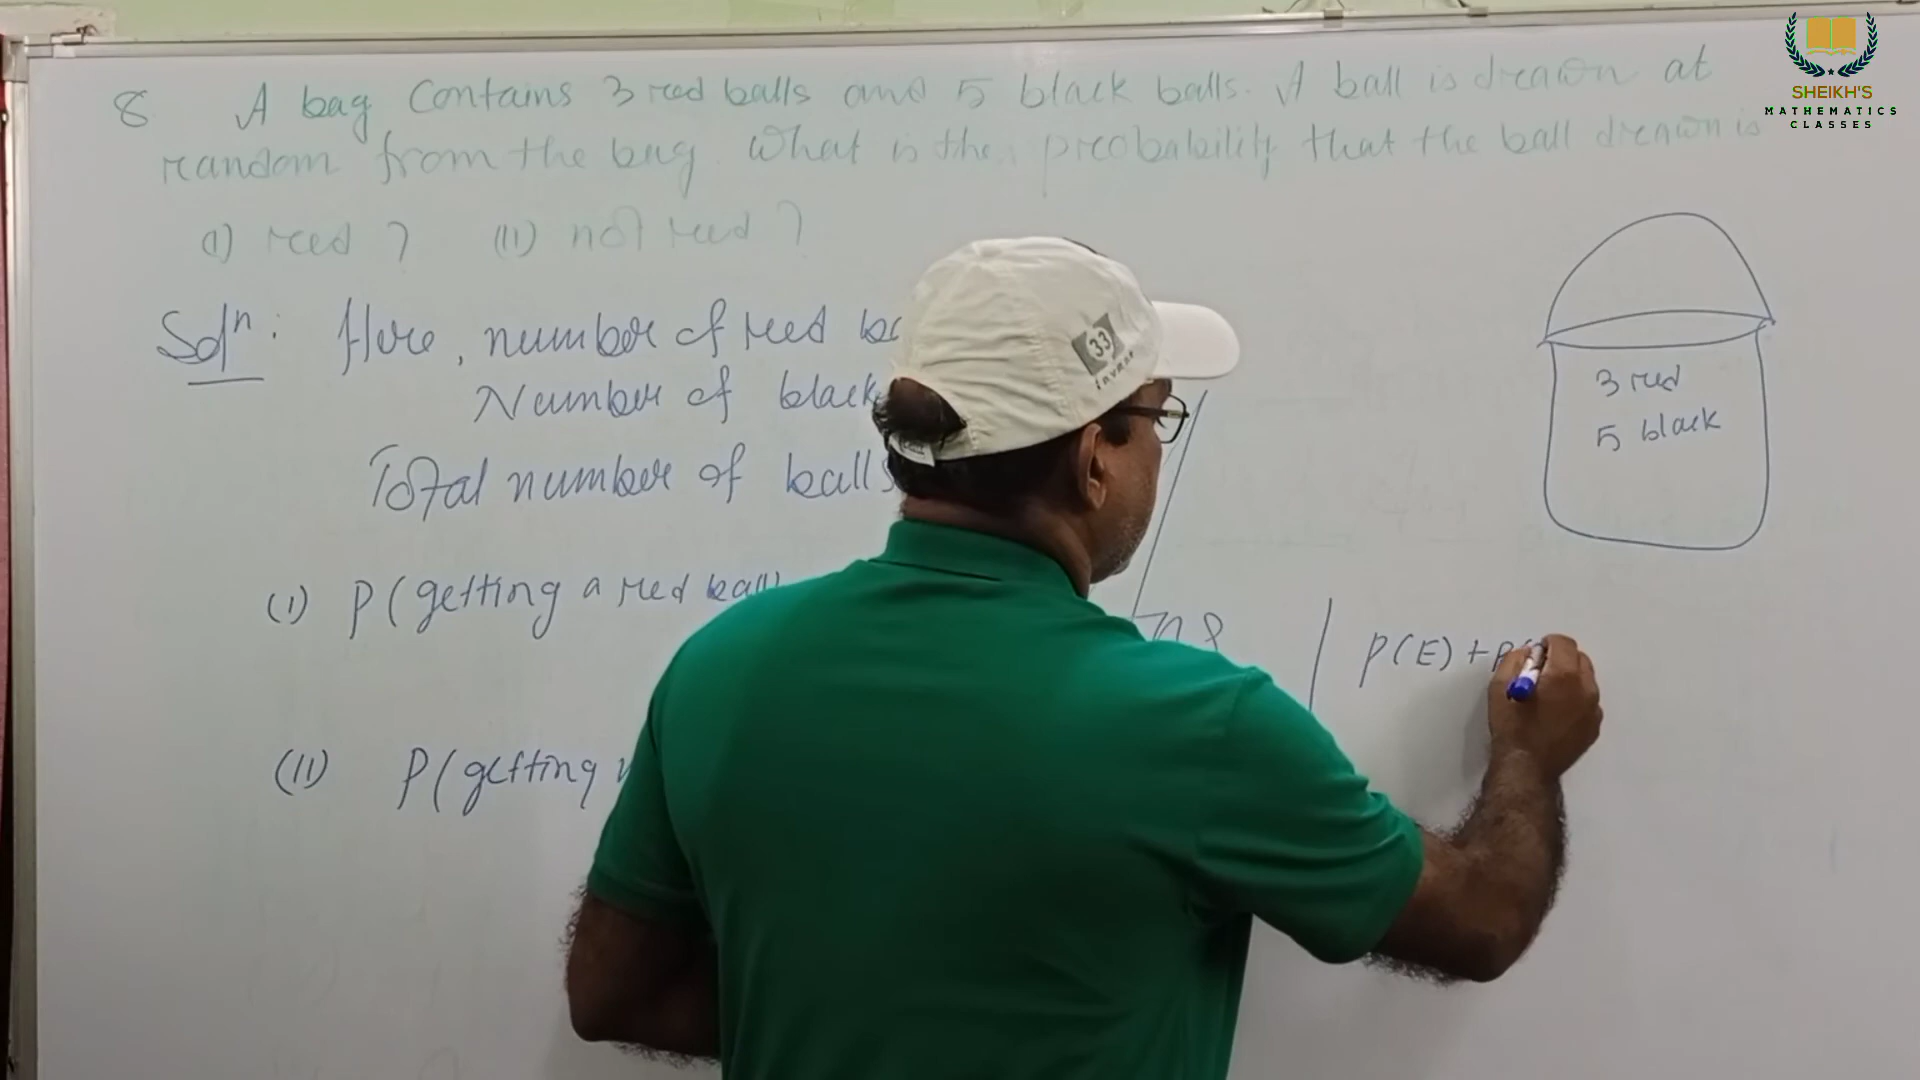 8 A bag Contains 3 red balls and 5 black balls. A ball is drawn at
random from the bag. What is the probability that the ball drawn is
(i) red ? (ii) not red ?
Solⁿ: Here, number of red
Number of black
Total number of balls
(i) P(getting a red ball)
Ans
P(E) +
(ii) P(getting
3 red
5 black
SHEIKH'S
MATHEMATICS
CLASSES
33